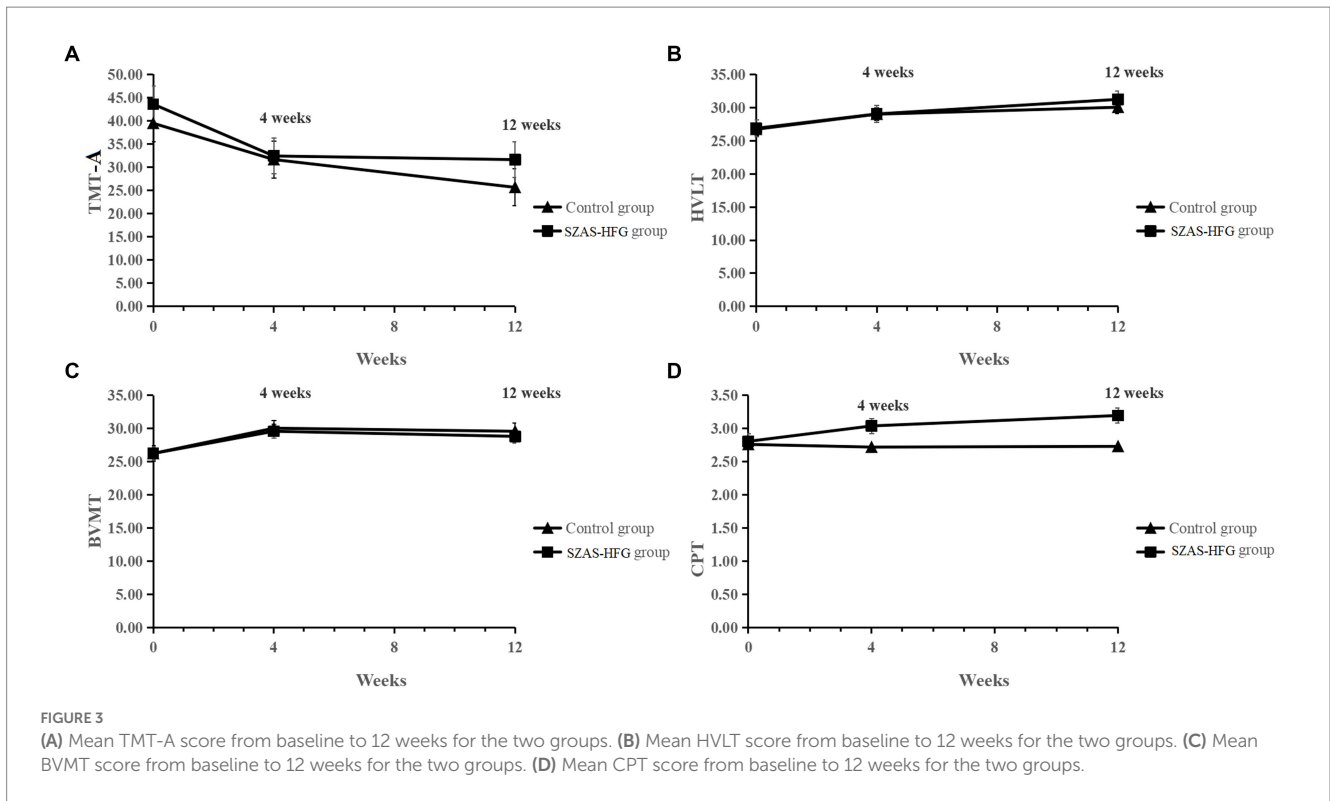 A
50.00
45.00
40.00
35.00
30.00
25.00
20.00
15.00
10.00
5.00
0.00
TMT-A
4 weeks
12 weeks
Control group
SZAS-HFG group
0
4
8
12
Weeks
B
35.00
30.00
25.00
20.00
15.00
10.00
5.00
0.00
HVLT
4 weeks
12 weeks
Control group
SZAS-HFG group
0
4
8
12
Weeks
C
35.00
30.00
25.00
20.00
15.00
10.00
5.00
0.00
BVMT
4 weeks
12 weeks
Control group
SZAS-HFG group
0
4
8
12
Weeks
D
3.50
3.00
2.50
2.00
1.50
1.00
0.50
0.00
CPT
4 weeks
12 weeks
Control group
SZAS-HFG group
0
4
8
12
Weeks
FIGURE 3
(A) Mean TMT-A score from baseline to 12 weeks for the two groups. (B) Mean HVLT score from baseline to 12 weeks for the two groups. (C) Mean
BVMT score from baseline to 12 weeks for the two groups. (D) Mean CPT score from baseline to 12 weeks for the two groups.